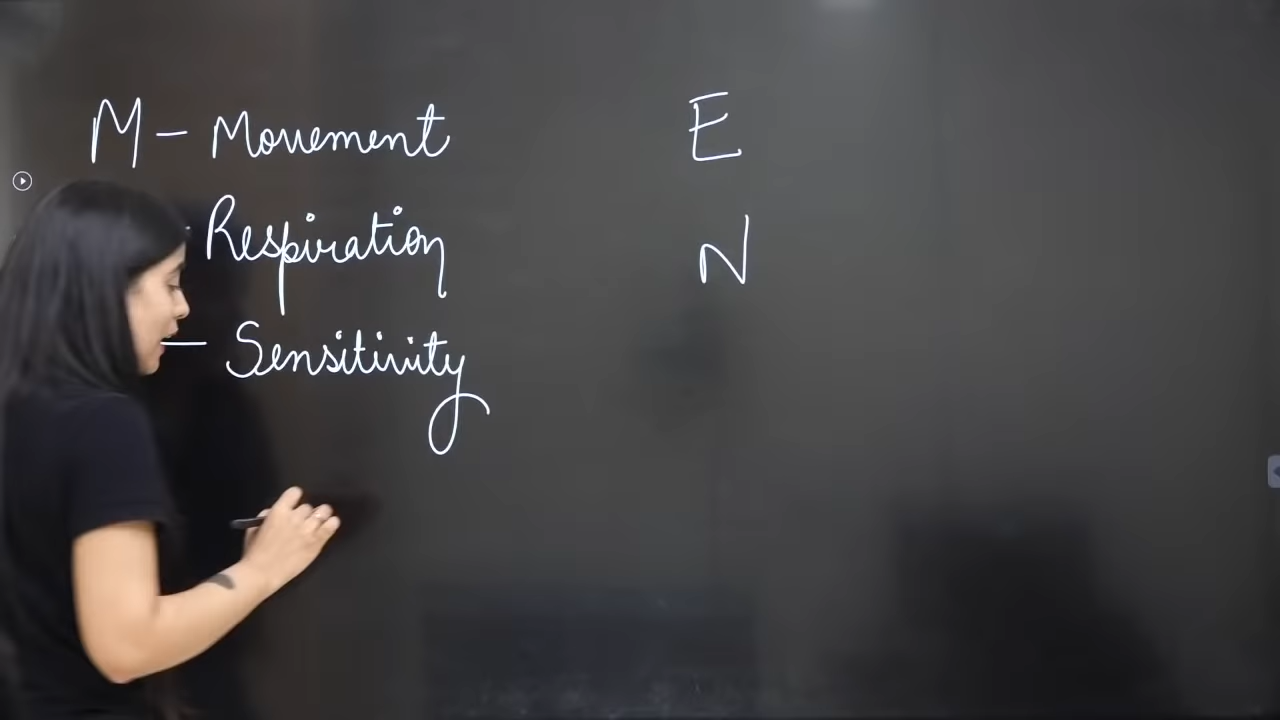 M – Movement
- Respiration
– Sensitivity
E
N